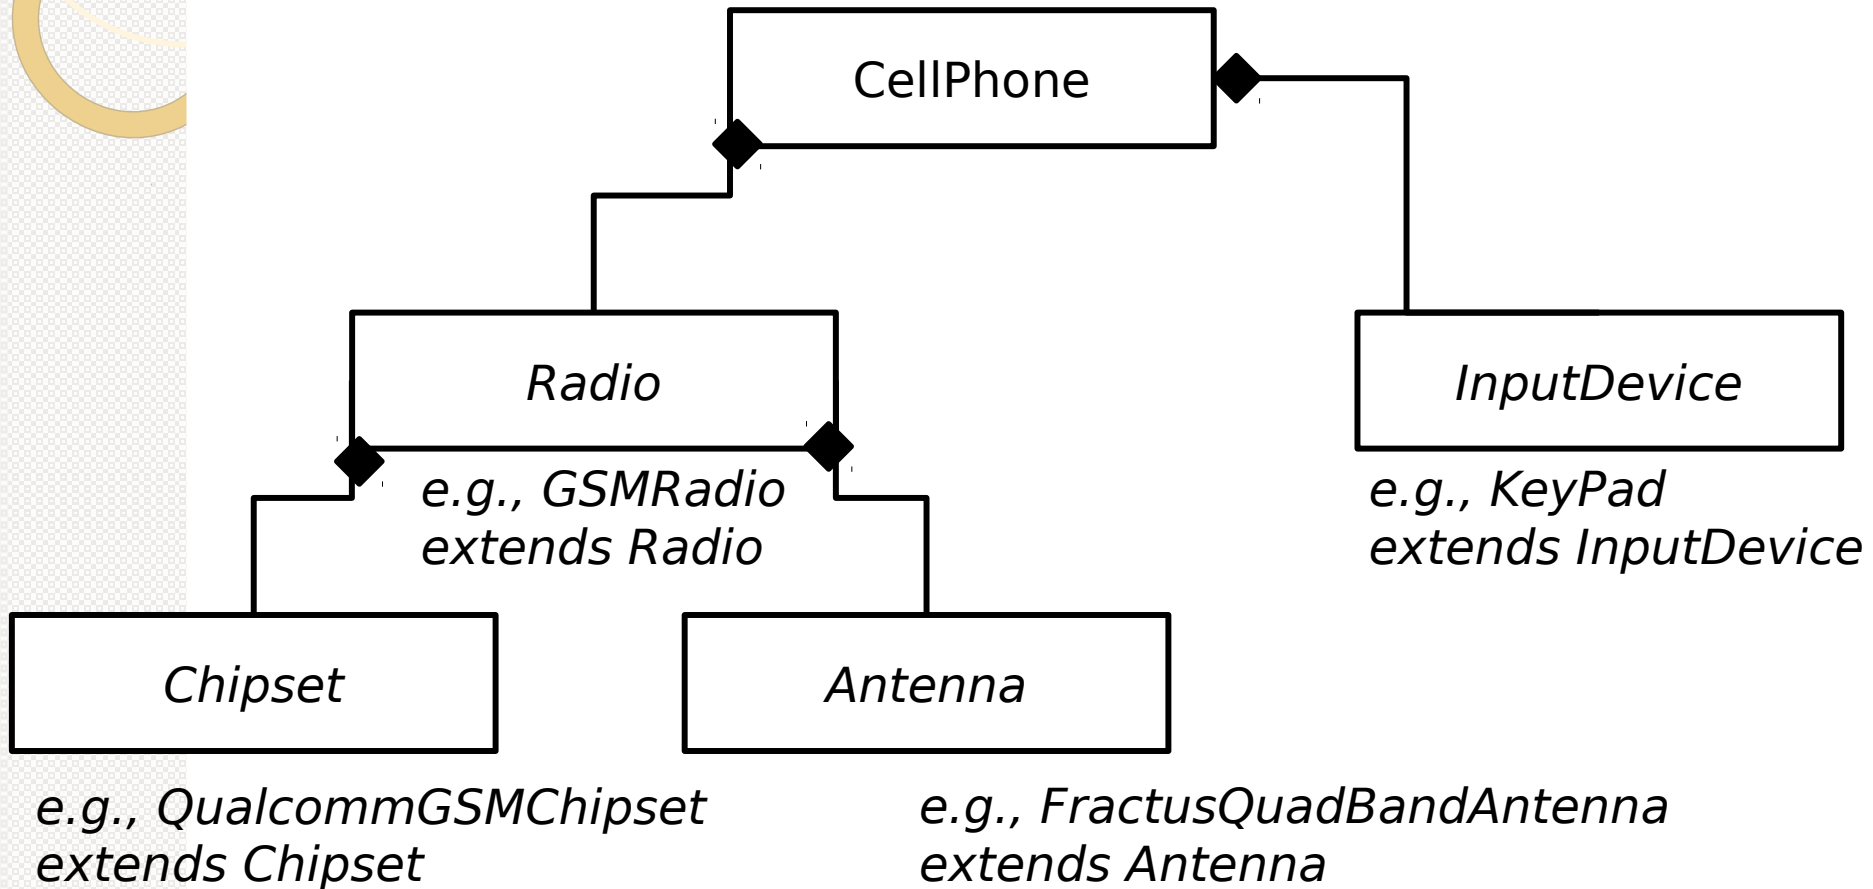 CellPhone
Radio
InputDevice
e.g., GSMRadio
extends Radio
e.g., KeyPad
extends InputDevice
Chipset
Antenna
e.g., QualcommGSMChipset
extends Chipset
e.g., FractusQuadBandAntenna
extends Antenna